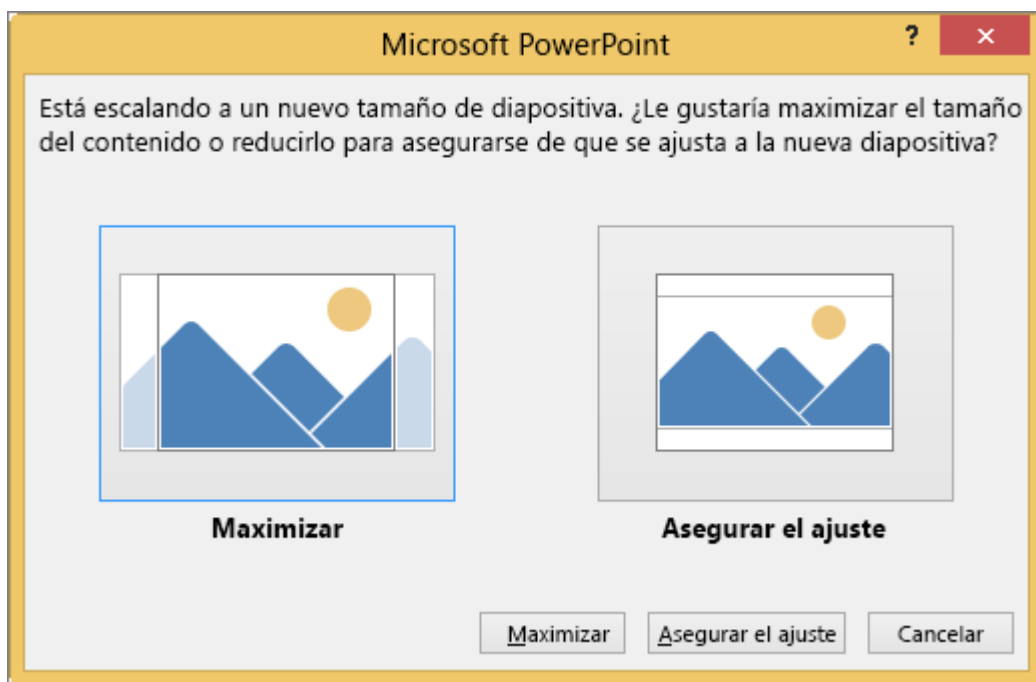 Microsoft PowerPoint
?
×
Está escalando a un nuevo tamaño de diapositiva. ¿Le gustaría maximizar el tamaño
del contenido o reducirlo para asegurarse de que se ajusta a la nueva diapositiva?
Maximizar
Asegurar el ajuste
Maximizar
Asegurar el ajuste
Cancelar